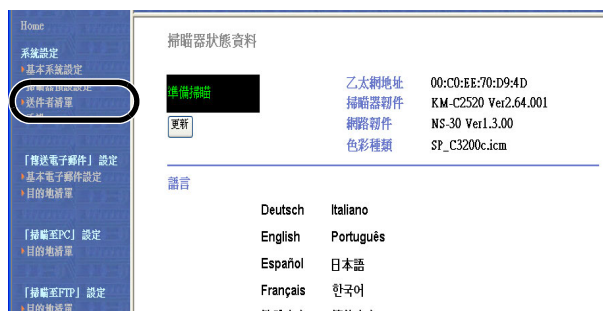 Home
系統設定
基本系統設定
送件者清單
「傳送電子郵件」設定
基本電子郵件設定
目的地清單
「掃瞄至PC」設定
目的地清單
「掃瞄至FTP」設定
目的地清單
掃瞄器狀態資料
準備掃瞄
更新
乙太網地址 00:C0:EE:70:D9:4D
掃瞄器韌件 KM-C2520 Ver2.64.001
網路韌件 NS-30 Ver1.3.00
色彩種類 SP_C3200c.icm
語言
Deutsch Italiano
English Português
Español 日本語
Français 한국어